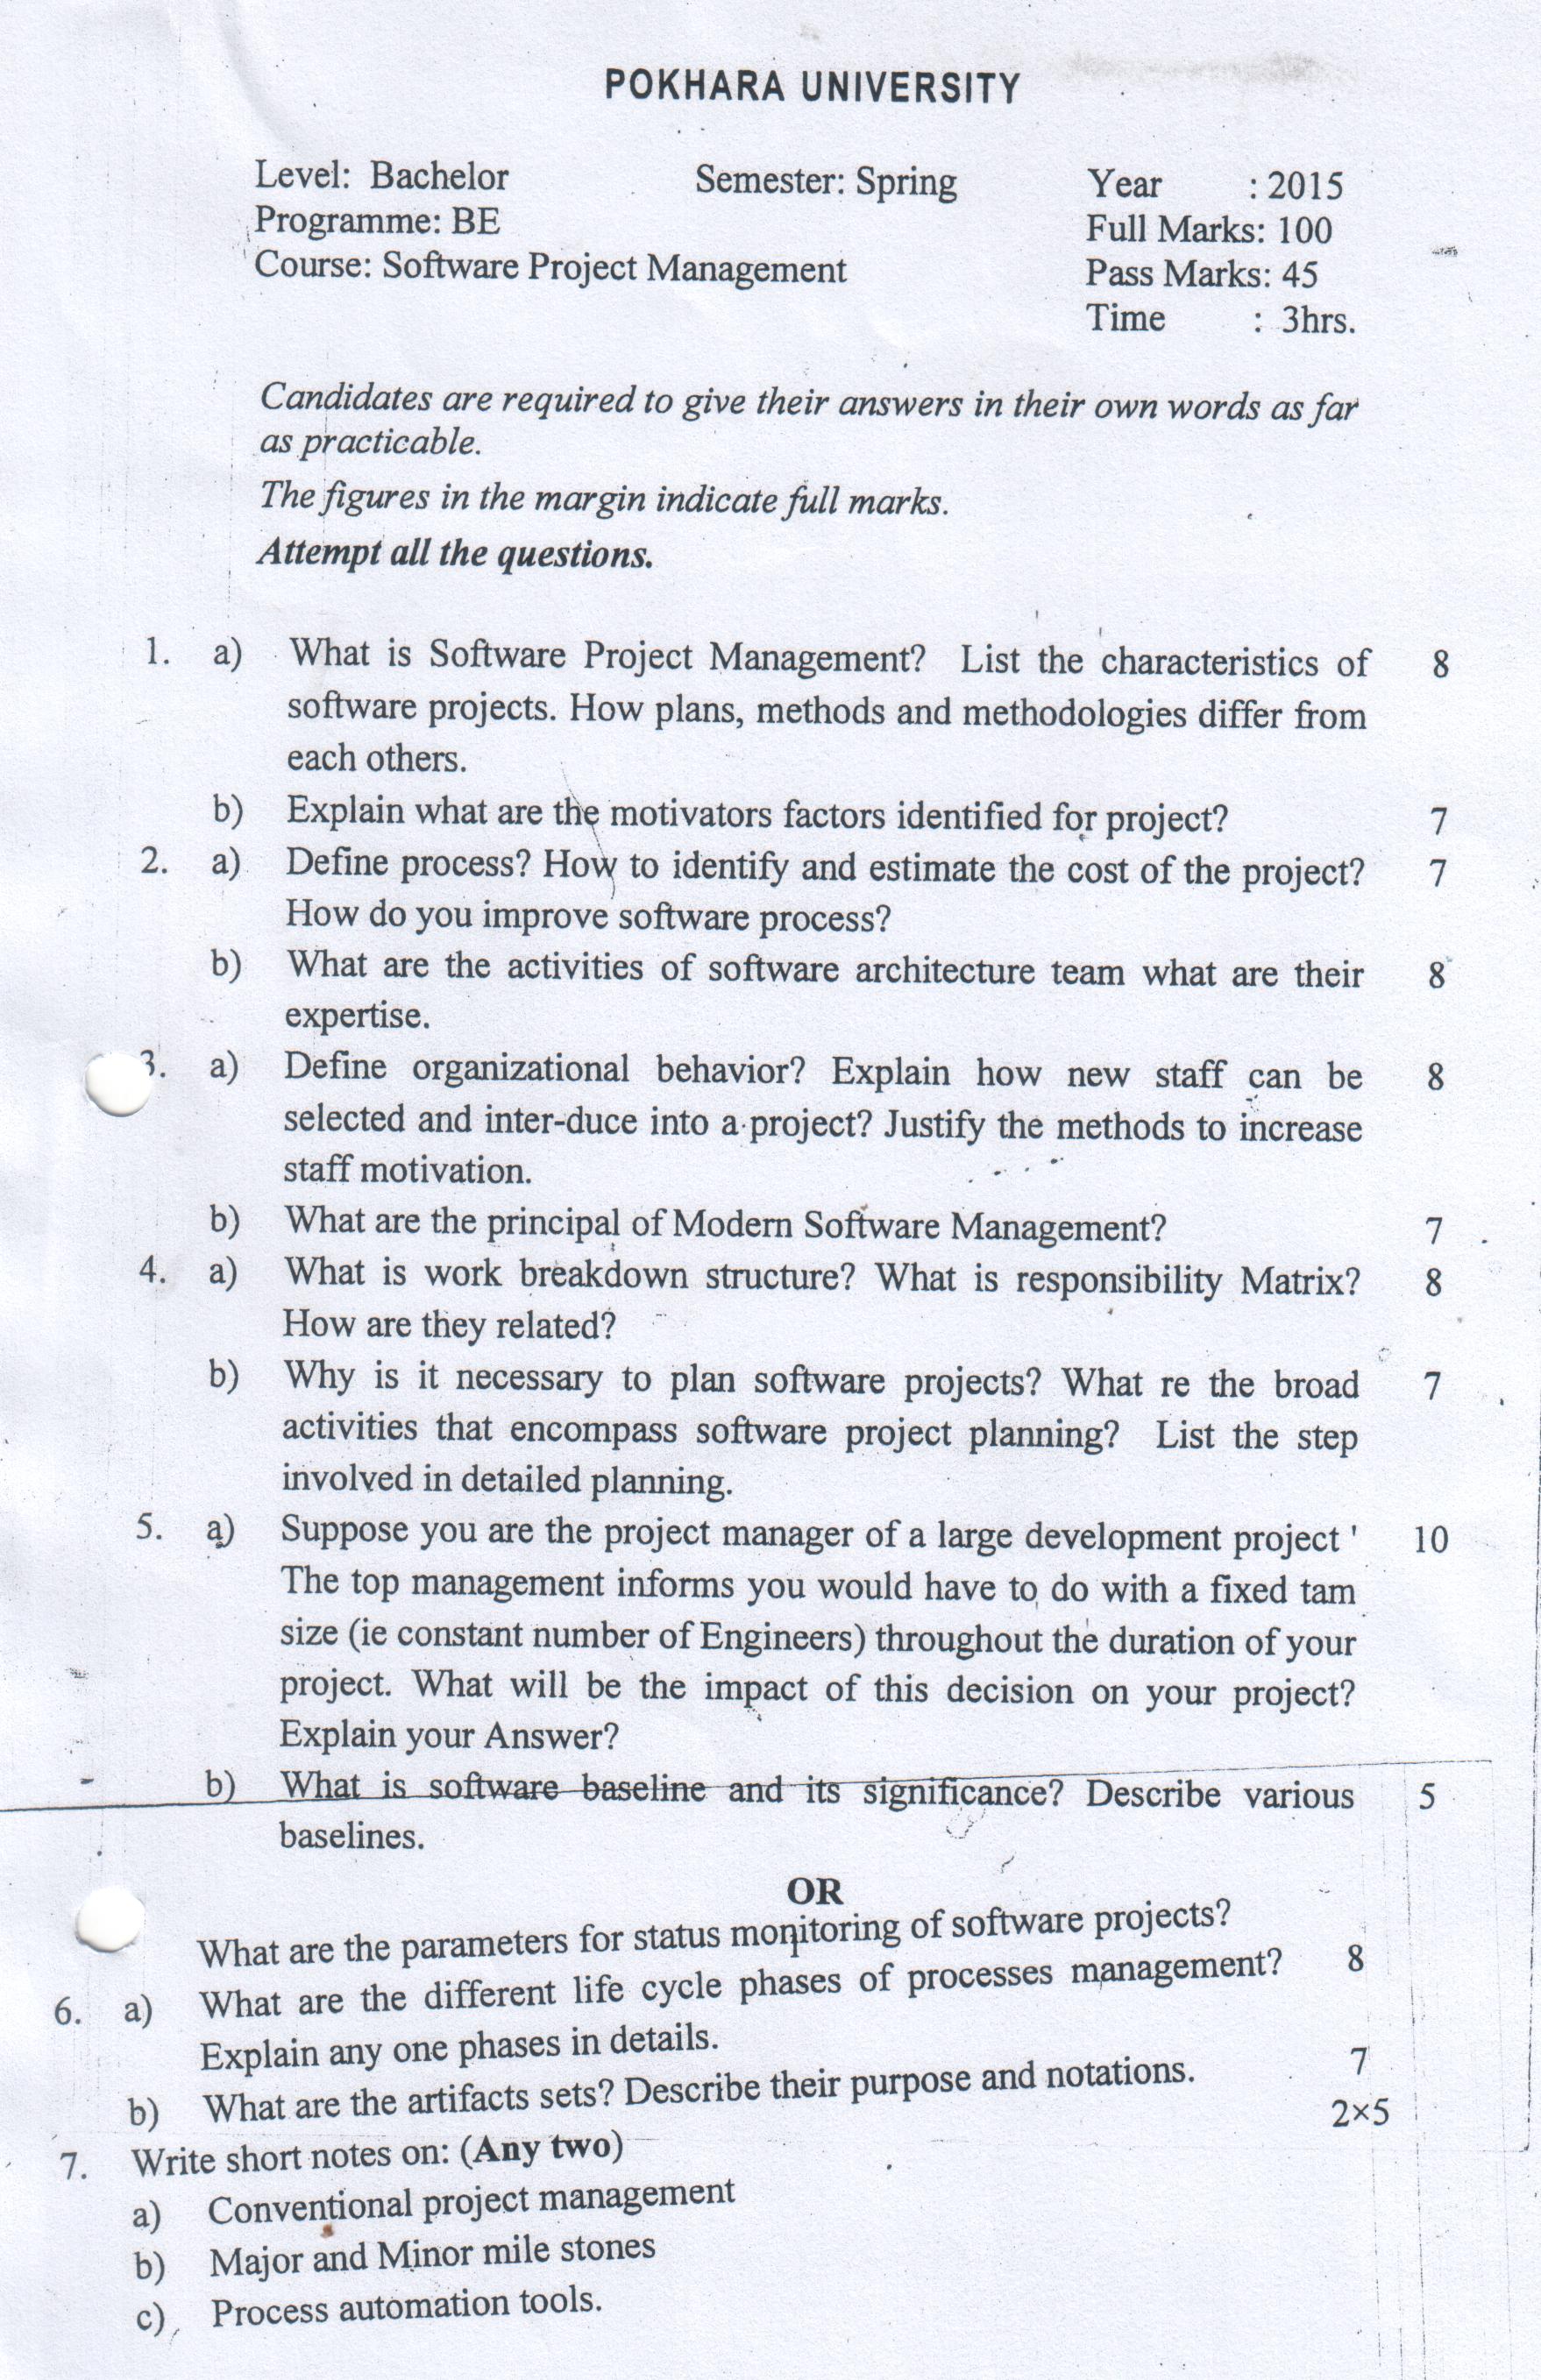 POKHARA UNIVERSITY
Level: Bachelor Semester: Spring Year : 2015
Programme: BE Full Marks: 100
Course: Software Project Management Pass Marks: 45
Time : 3hrs.
Candidates are required to give their answers in their own words as far
as practicable.
The figures in the margin indicate full marks.
Attempt all the questions.
1. a) What is Software Project Management? List the characteristics of 8
software projects. How plans, methods and methodologies differ from
each others.
b) Explain what are the motivators factors identified for project? 7
2. a) Define process? How to identify and estimate the cost of the project? 7
How do you improve software process?
b) What are the activities of software architecture team what are their 8
expertise.
3. a) Define organizational behavior? Explain how new staff can be 8
selected and inter-duce into a project? Justify the methods to increase
staff motivation.
b) What are the principal of Modern Software Management? 7
4. a) What is work breakdown structure? What is responsibility Matrix? 8
How are they related?
b) Why is it necessary to plan software projects? What re the broad 7
activities that encompass software project planning? List the step
involved in detailed planning.
5. a) Suppose you are the project manager of a large development project ' 10
The top management informs you would have to do with a fixed tam
size (ie constant number of Engineers) throughout the duration of your
project. What will be the impact of this decision on your project?
Explain your Answer?
b) What is software baseline and its significance? Describe various 5
baselines.
OR
What are the parameters for status monitoring of software projects?
6. a) What are the different life cycle phases of processes management? 8
Explain any one phases in details.
b) What are the artifacts sets? Describe their purpose and notations. 7
7. Write short notes on: (Any two) 2×5
a) Conventional project management
b) Major and Minor mile stones
c) Process automation tools.